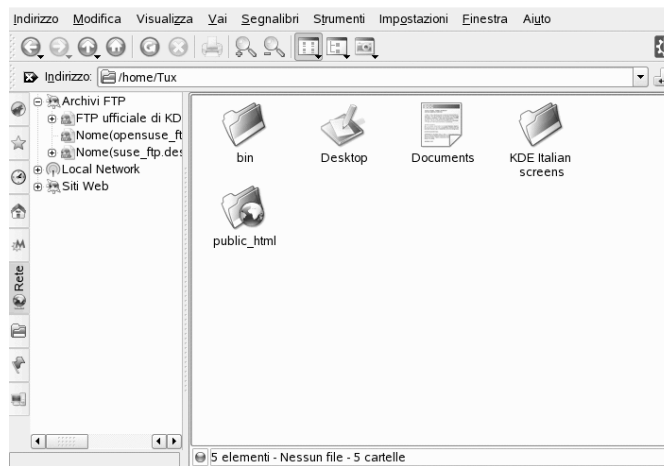 Indirizzo Modifica Visualizza Vai Segnalibri Strumenti Impostazioni Finestra Aiuto
Indirizzo: /home/Tux
Archivi FTP
FTP ufficiale di KD
Nome(opensuse_ft
Nome(suse_ftp.des
Local Network
Siti Web
Rete
bin
Desktop
Documents
KDE Italian
screens
public_html
5 elementi - Nessun file - 5 cartelle